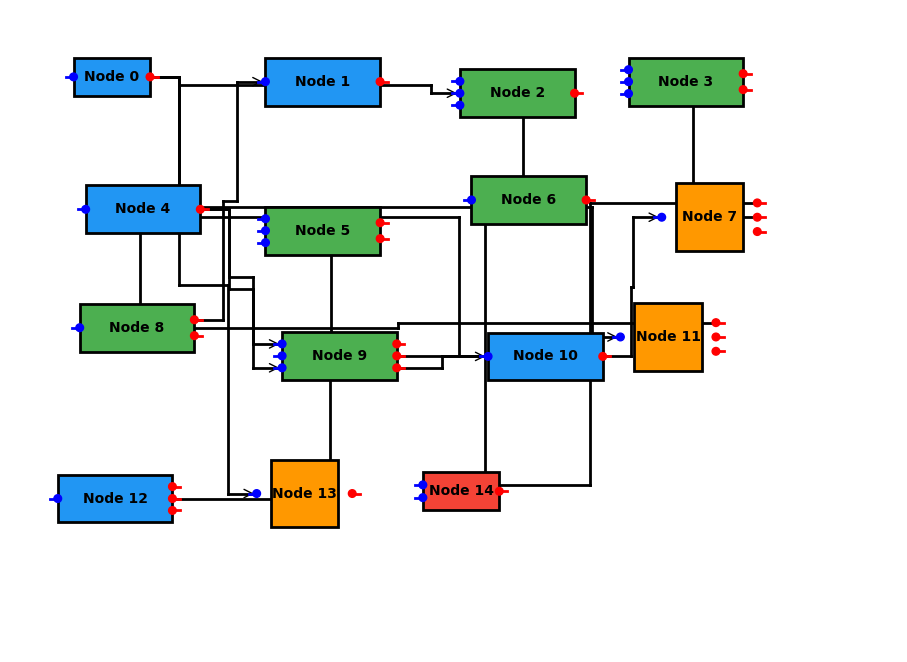 Node 0
Node 1
Node 2
Node 3
Node 4
Node 5
Node 6
Node 7
Node 8
Node 9
Node 10
Node 11
Node 12
Node 13
Node 14